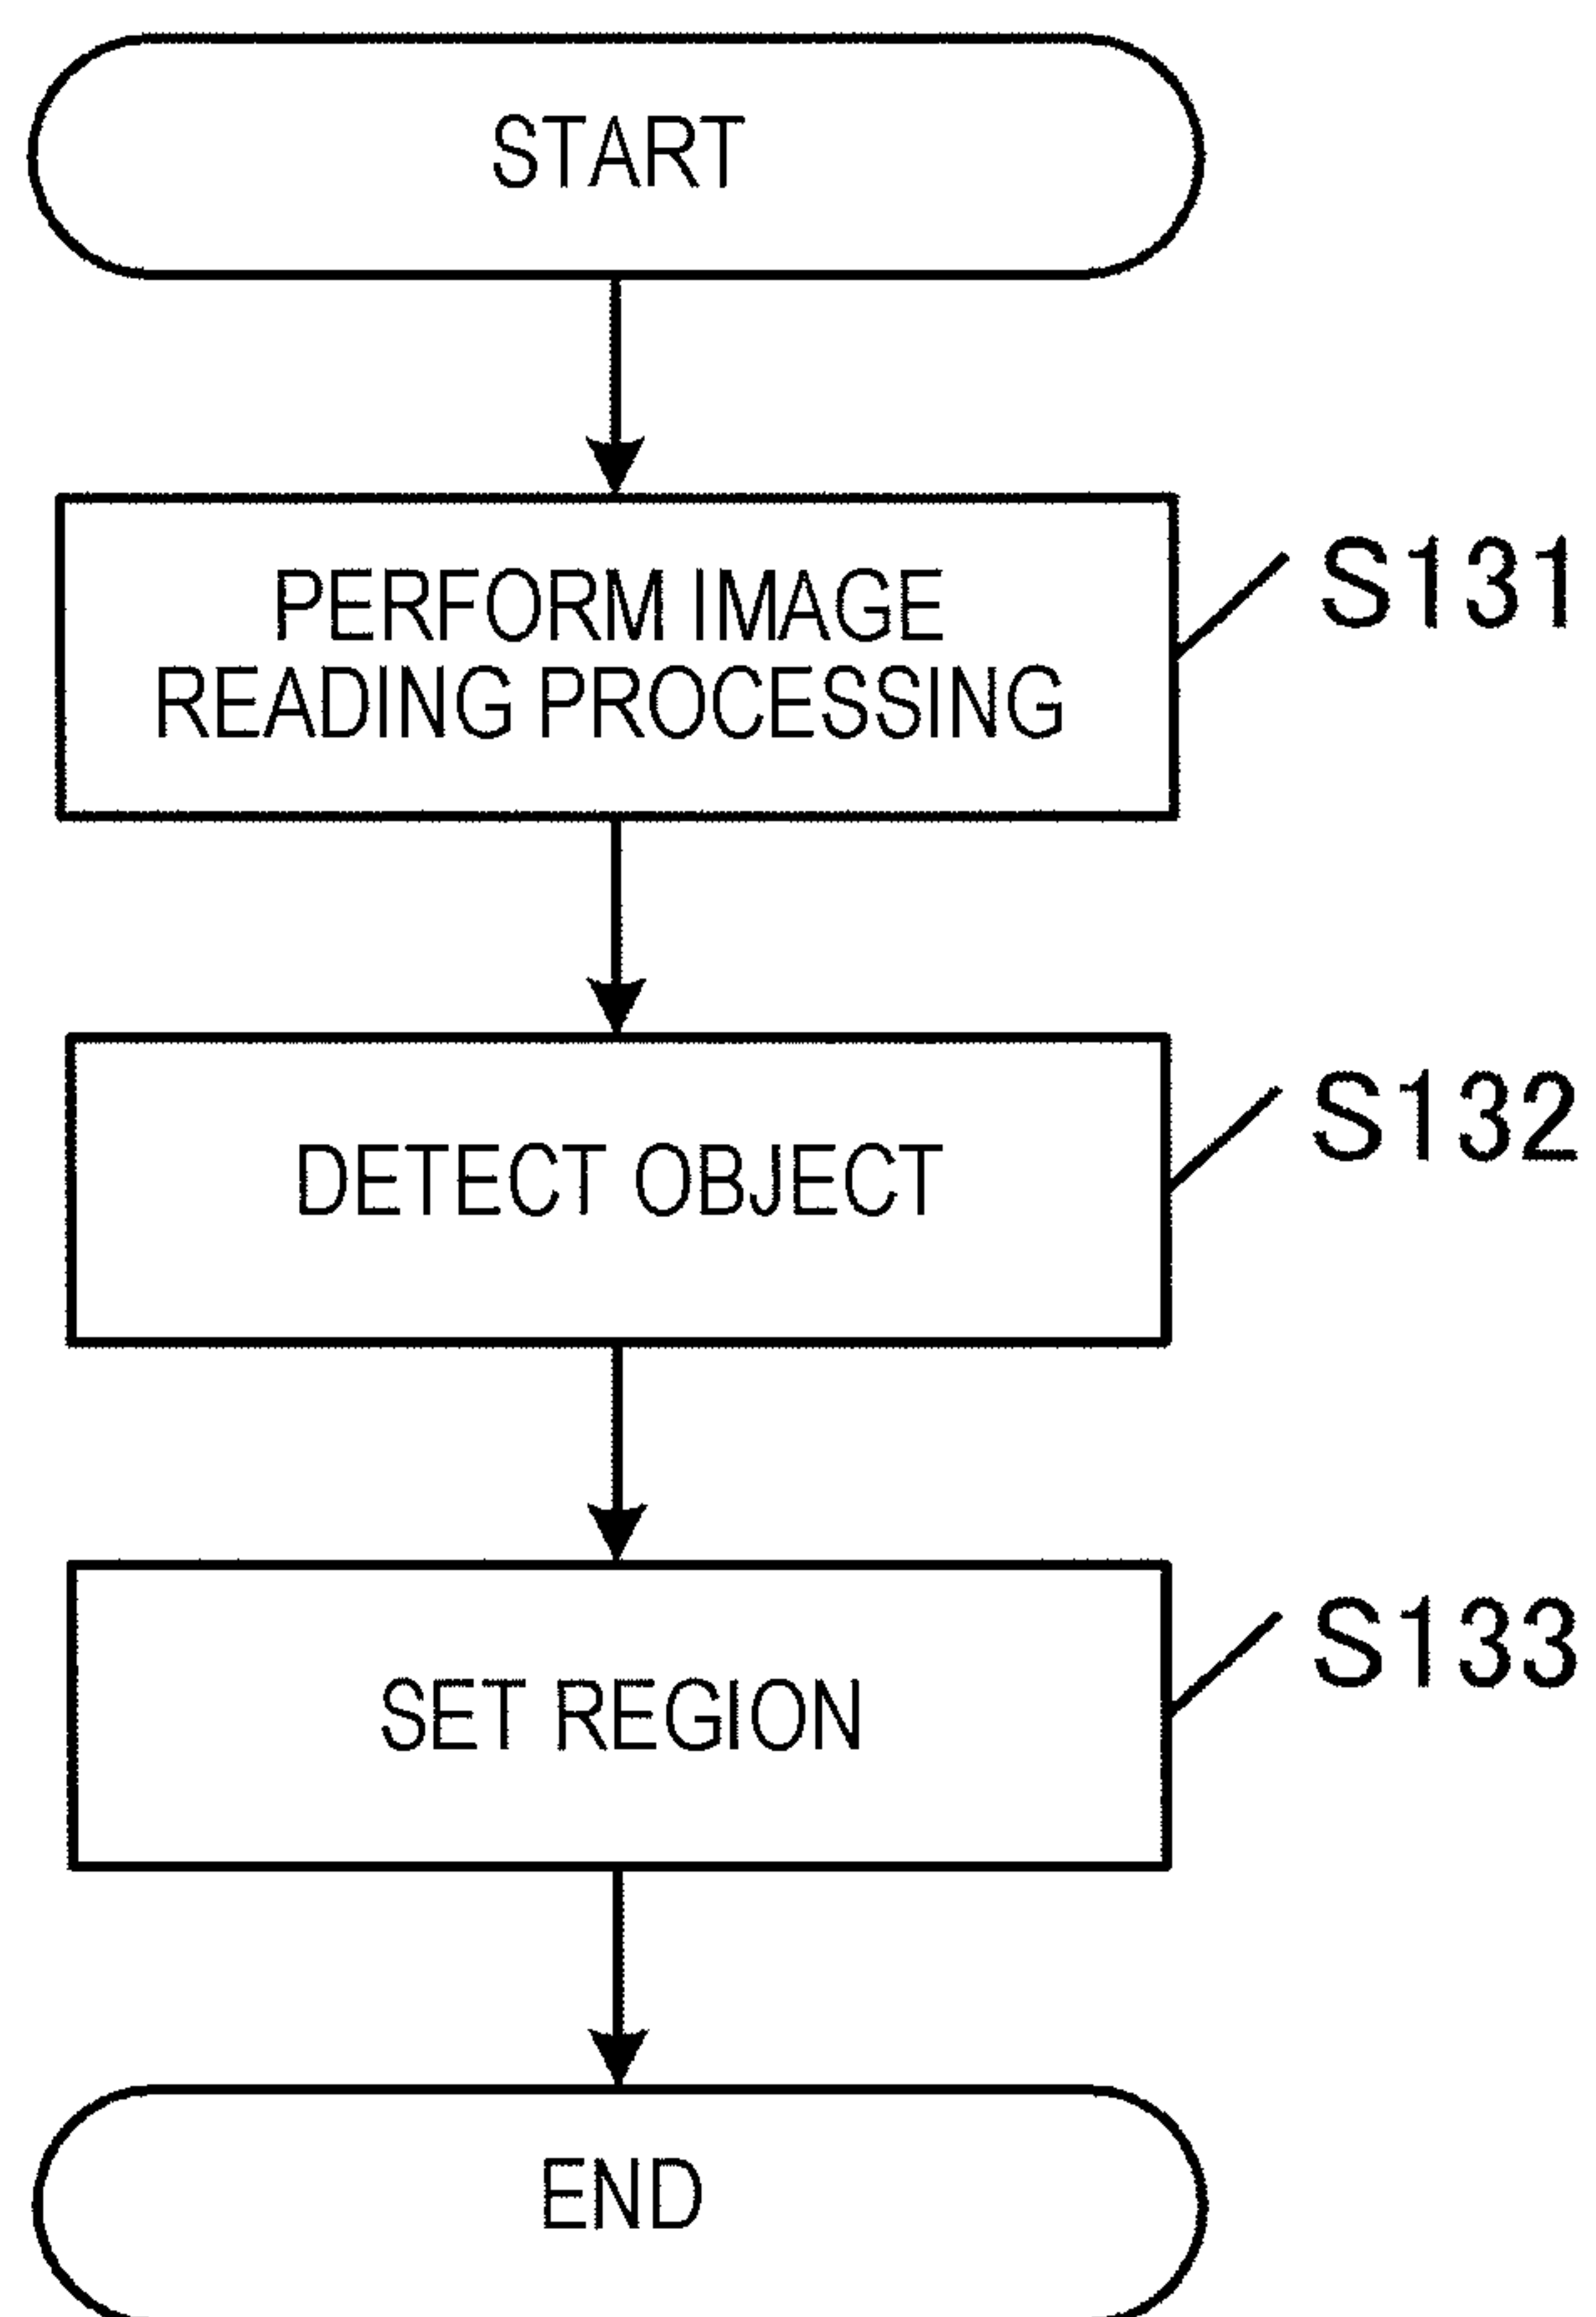 START
PERFORM IMAGE
READING PROCESSING
S131
DETECT OBJECT
S132
SET REGION
S133
END